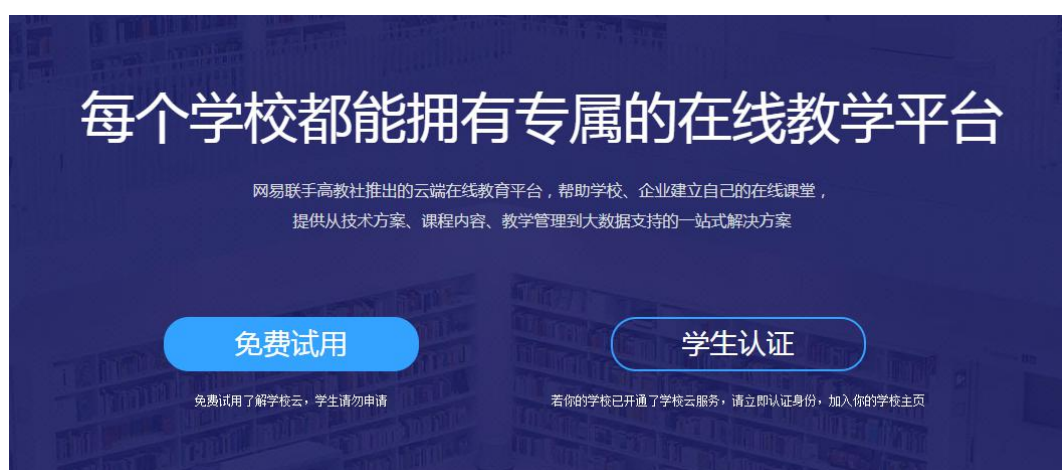 每个学校都能拥有专属的在线教学平台
网易联手高教社推出的云端在线教育平台，帮助学校、企业建立自己的在线课堂，
提供从技术方案、课程内容、教学管理到大数据支持的一站式解决方案
免费试用
学生认证
免费试用了解学校云，学生请勿申请
若你的学校已开通了学校云服务，请立即认证身份，加入你的学校主页